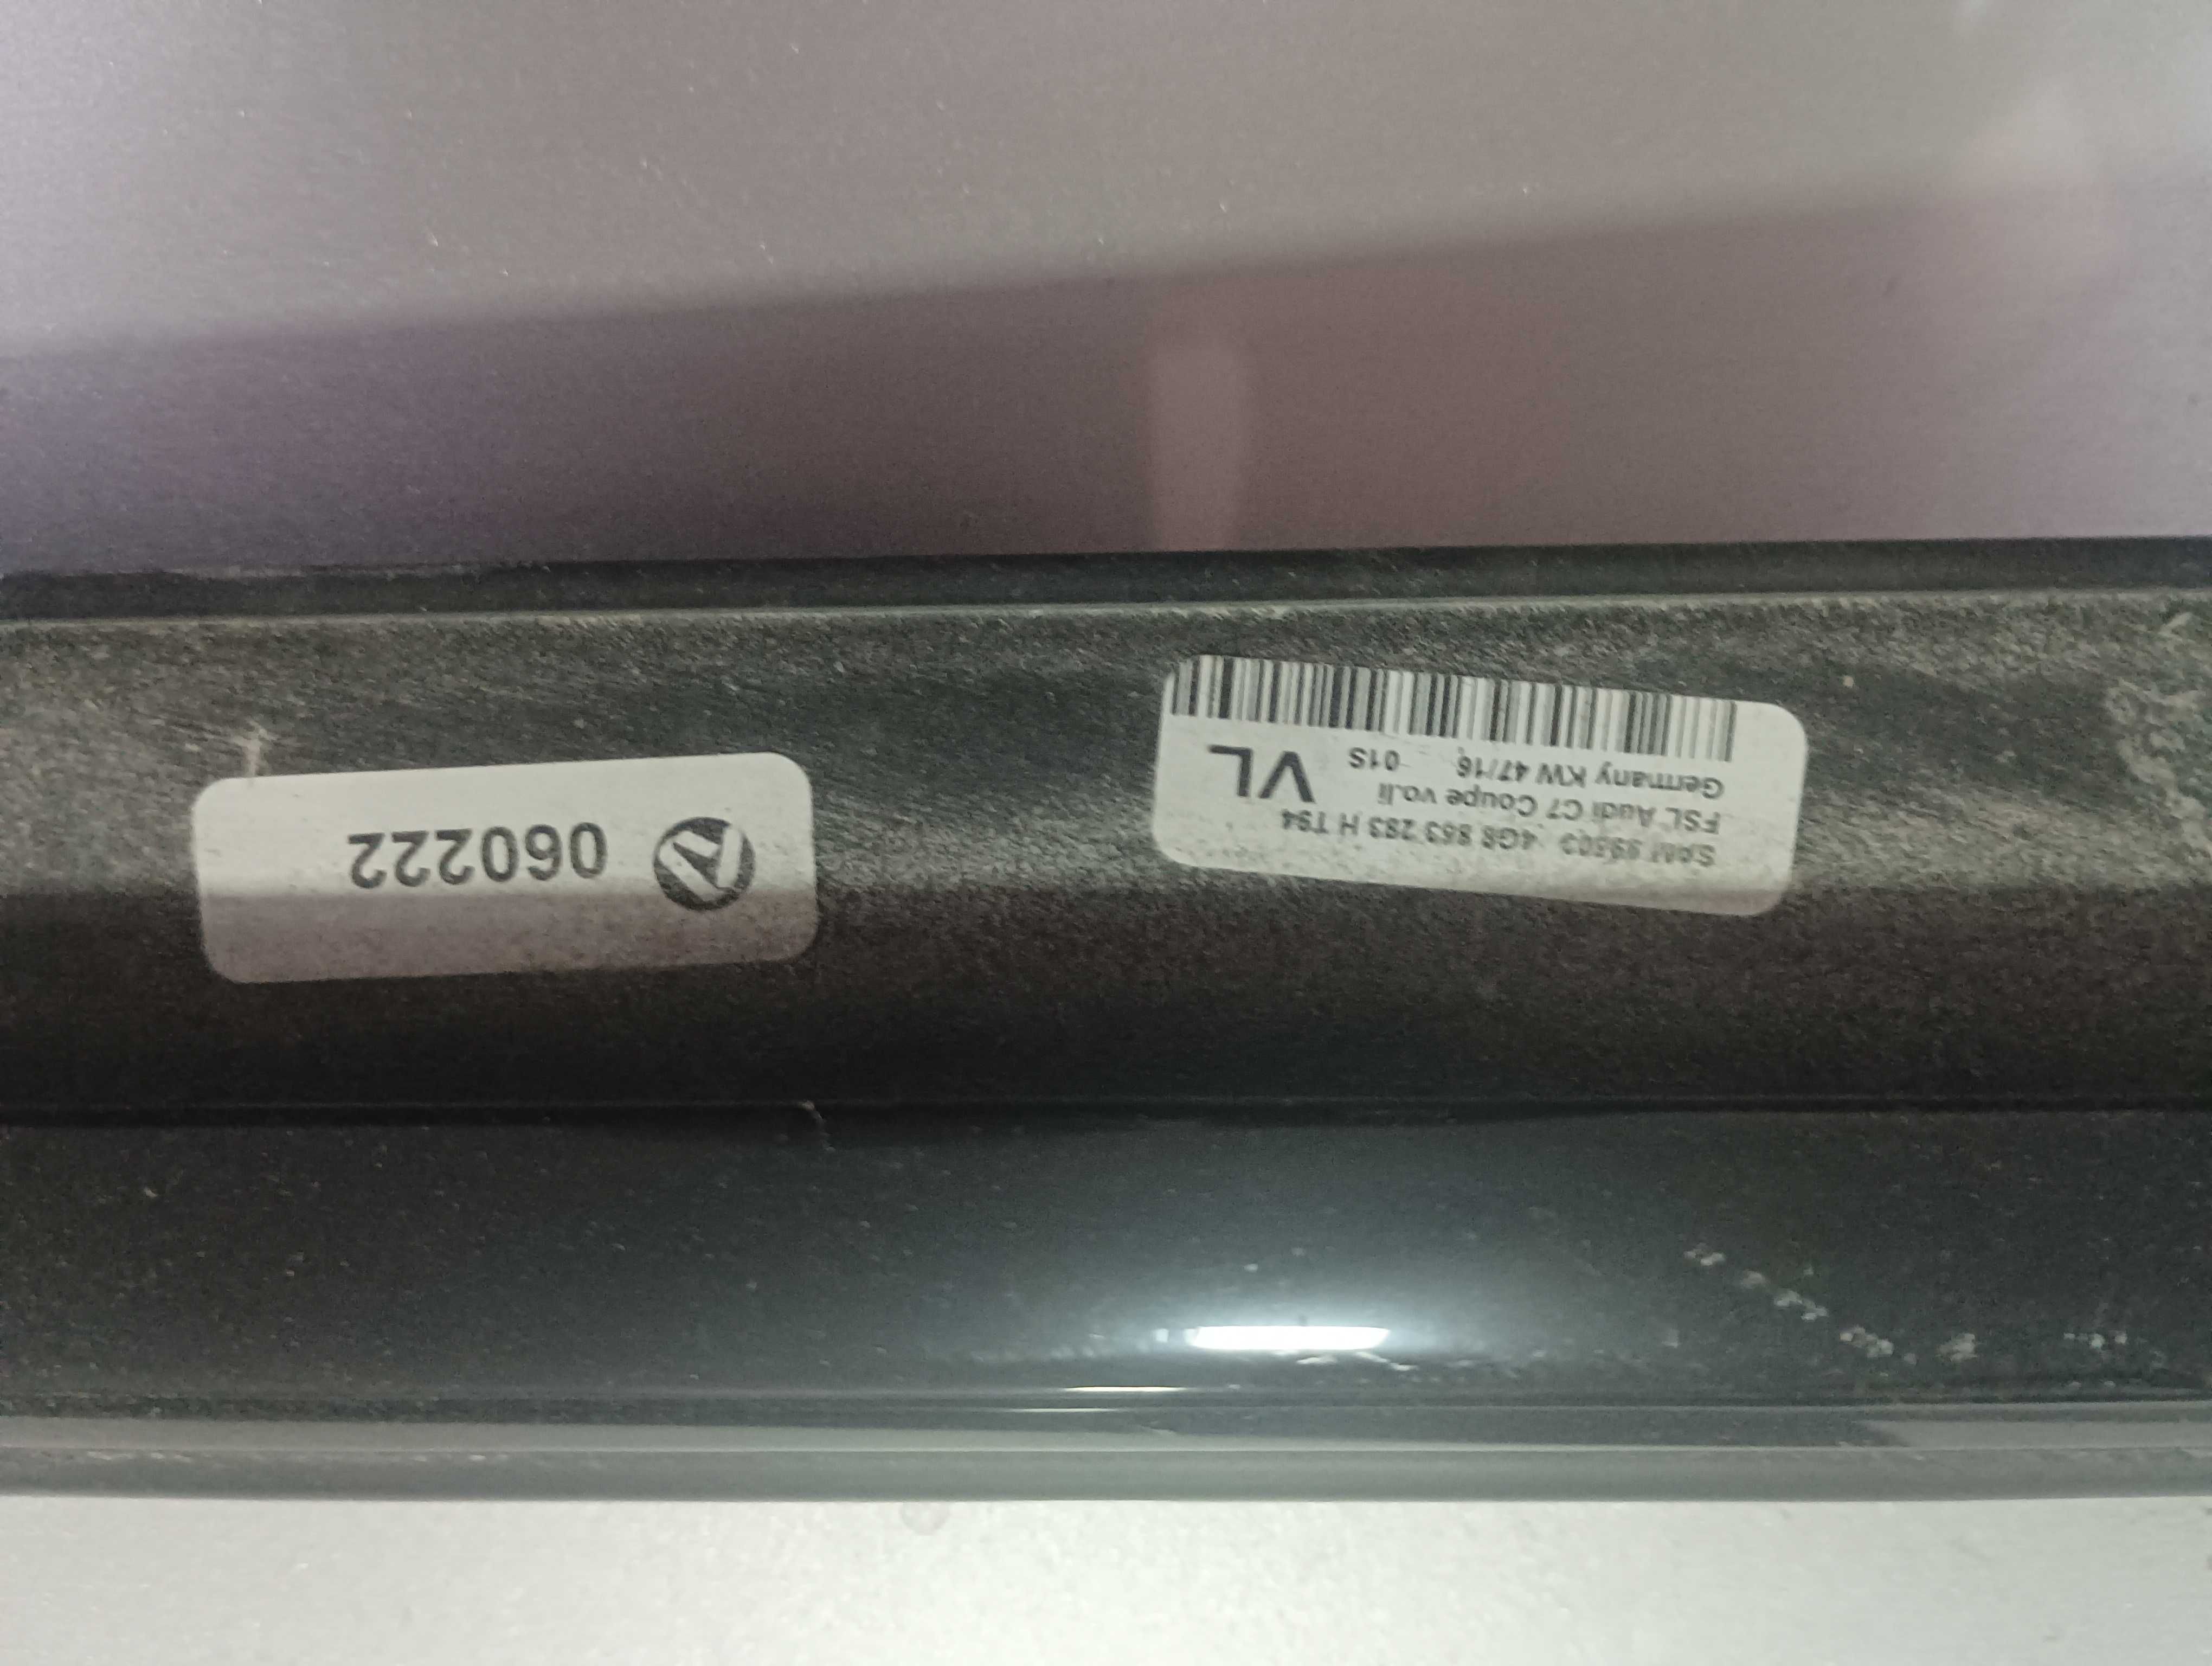 4G8 853 283 H T94
FSL Audi C7 Coupe vo.li
Germany KW 47/16 01S
VL
060222